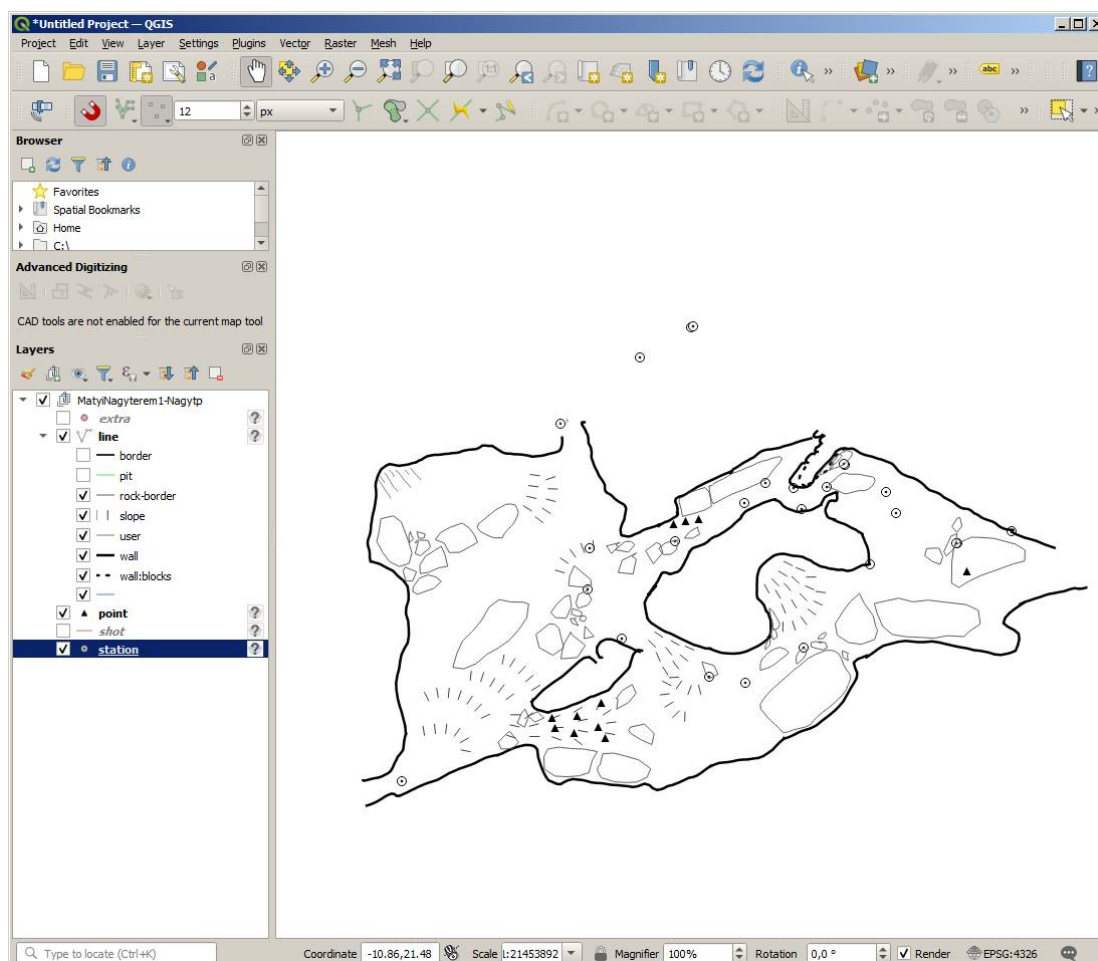 *Untitled Project — QGIS
Project Edit View Layer Settings Plugins Vector Raster Mesh Help
abc
12 px
Browser
Favorites
Spatial Bookmarks
Home
C:\
Advanced Digitizing
CAD tools are not enabled for the current map tool
Layers
MatyiNagyterem1-Nagytp
extra
line
border
pit
rock-border
slope
user
wall
wall:blocks
point
shot
station
Type to locate (Ctrl+K) Coordinate -10.86,21.48 Scale 1:21453892 Magnifier 100% Rotation 0,0 ° Render EPSG:4326